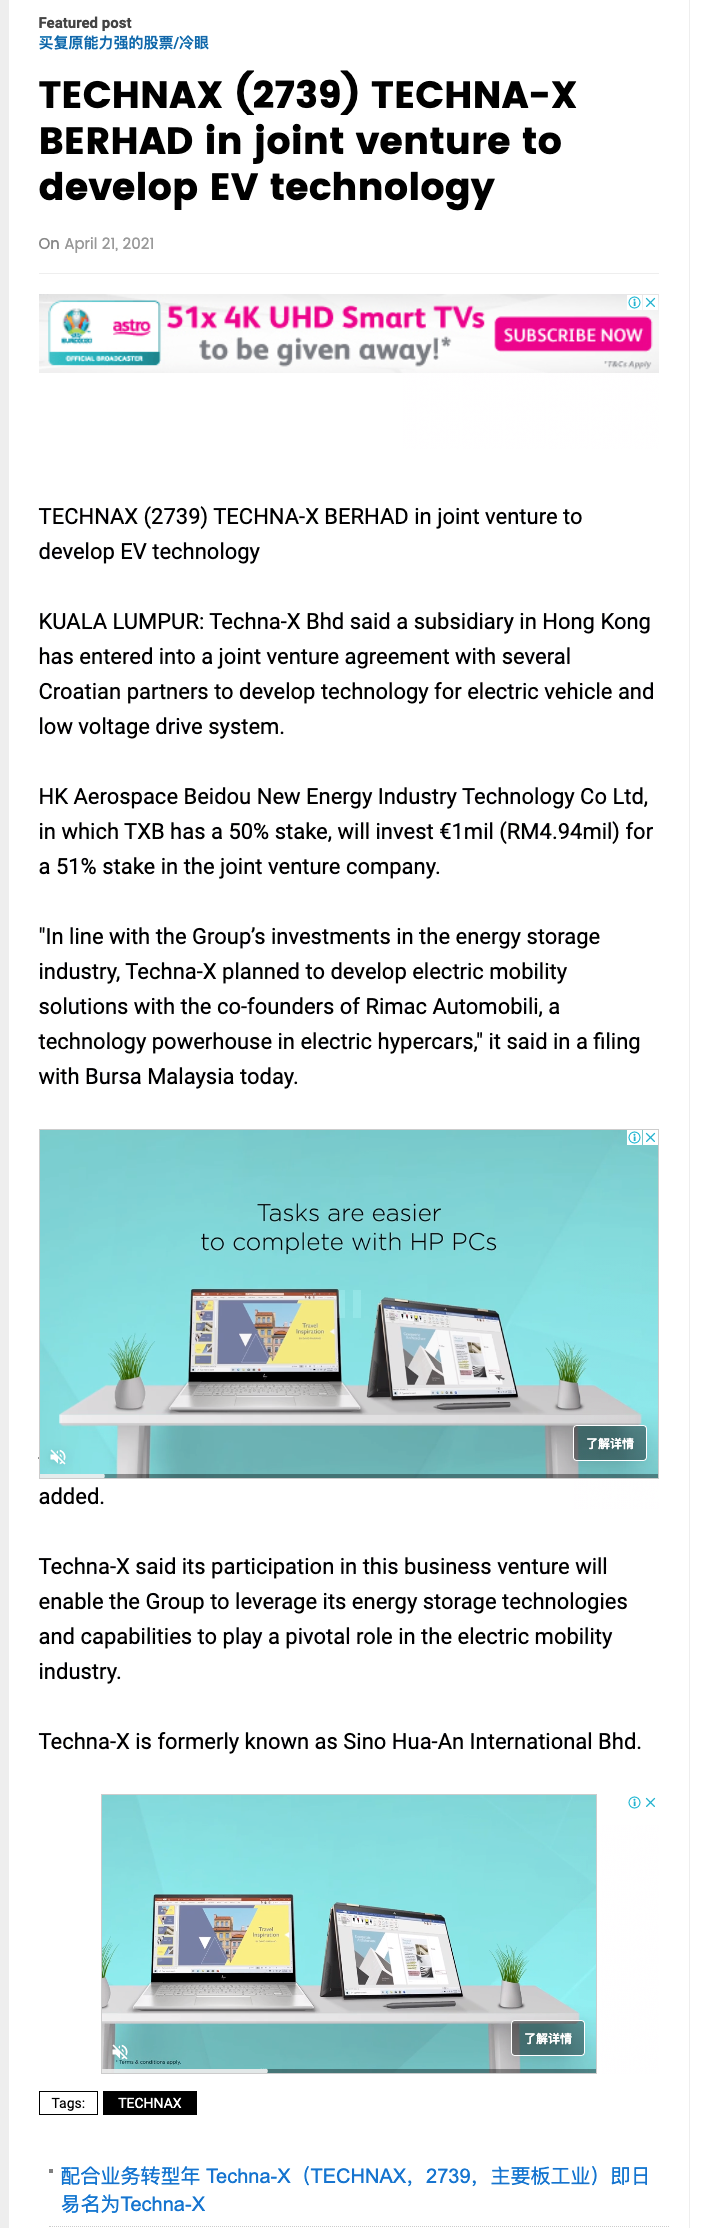 Featured post
买复原能力强的股票/冷眼
TECHNAX (2739) TECHNA-X
BERHAD in joint venture to
develop EV technology
On April 21, 2021
EURO2020
OFFICIAL BROADCASTER
astro
51x 4K UHD Smart TVs
to be given away!*
SUBSCRIBE NOW
*T&Cs Apply
TECHNAX (2739) TECHNA-X BERHAD in joint venture to
develop EV technology
KUALA LUMPUR: Techna-X Bhd said a subsidiary in Hong Kong
has entered into a joint venture agreement with several
Croatian partners to develop technology for electric vehicle and
low voltage drive system.
HK Aerospace Beidou New Energy Industry Technology Co Ltd,
in which TXB has a 50% stake, will invest €1mil (RM4.94mil) for
a 51% stake in the joint venture company.
"In line with the Group’s investments in the energy storage
industry, Techna-X planned to develop electric mobility
solutions with the co-founders of Rimac Automobili, a
technology powerhouse in electric hypercars," it said in a filing
with Bursa Malaysia today.
Tasks are easier
to complete with HP PCs
Travel
Inspiration
了解详情
added.
Techna-X said its participation in this business venture will
enable the Group to leverage its energy storage technologies
and capabilities to play a pivotal role in the electric mobility
industry.
Techna-X is formerly known as Sino Hua-An International Bhd.
Travel
Inspiration
了解详情
* Terms & conditions apply.
Tags: TECHNAX
配合业务转型年 Techna-X（TECHNAX，2739，主要板工业）即日
易名为Techna-X